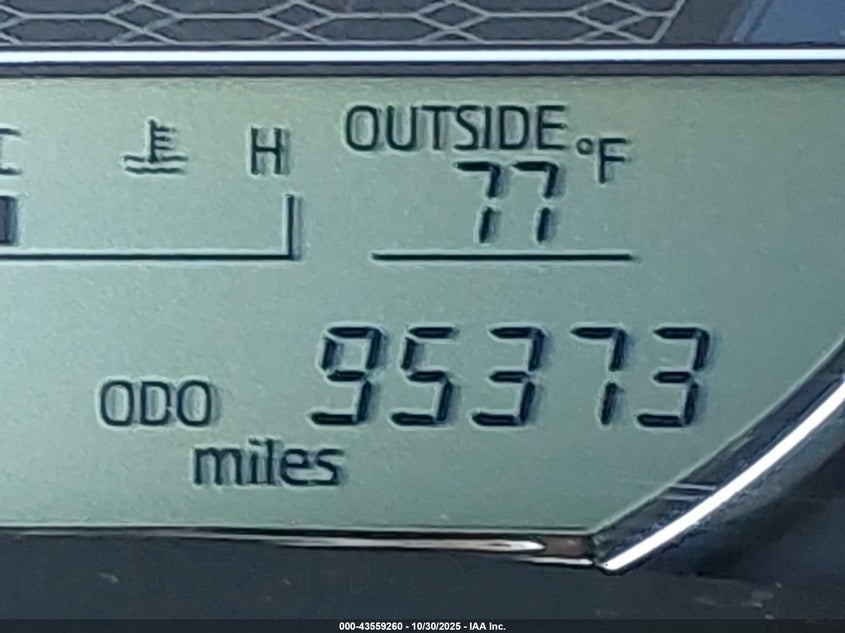 H
OUTSIDE
77 °F
ODO 95373
miles
000-43559260 - 10/30/2025 - IAA Inc.